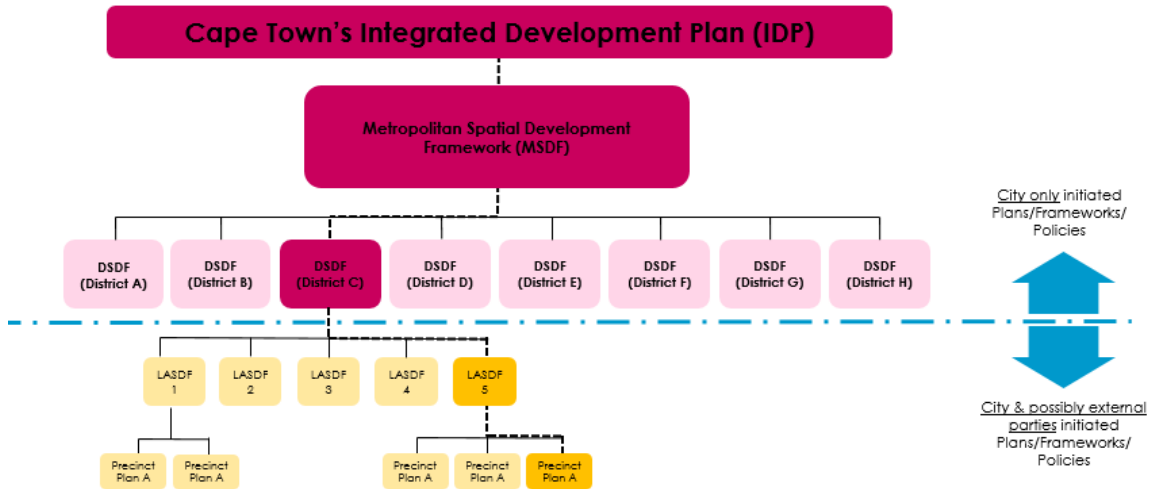 Cape Town's Integrated Development Plan (IDP)
Metropolitan Spatial Development
Framework (MSDF)
City only initiated
Plans/Frameworks/
Policies
DSDF
(District A)
DSDF
(District B)
DSDF
(District C)
DSDF
(District D)
DSDF
(District E)
DSDF
(District F)
DSDF
(District G)
DSDF
(District H)
LASDF
1
LASDF
2
LASDF
3
LASDF
4
LASDF
5
City & possibly external
parties initiated
Plans/Frameworks/
Policies
Precinct
Plan A
Precinct
Plan A
Precinct
Plan A
Precinct
Plan A
Precinct
Plan A